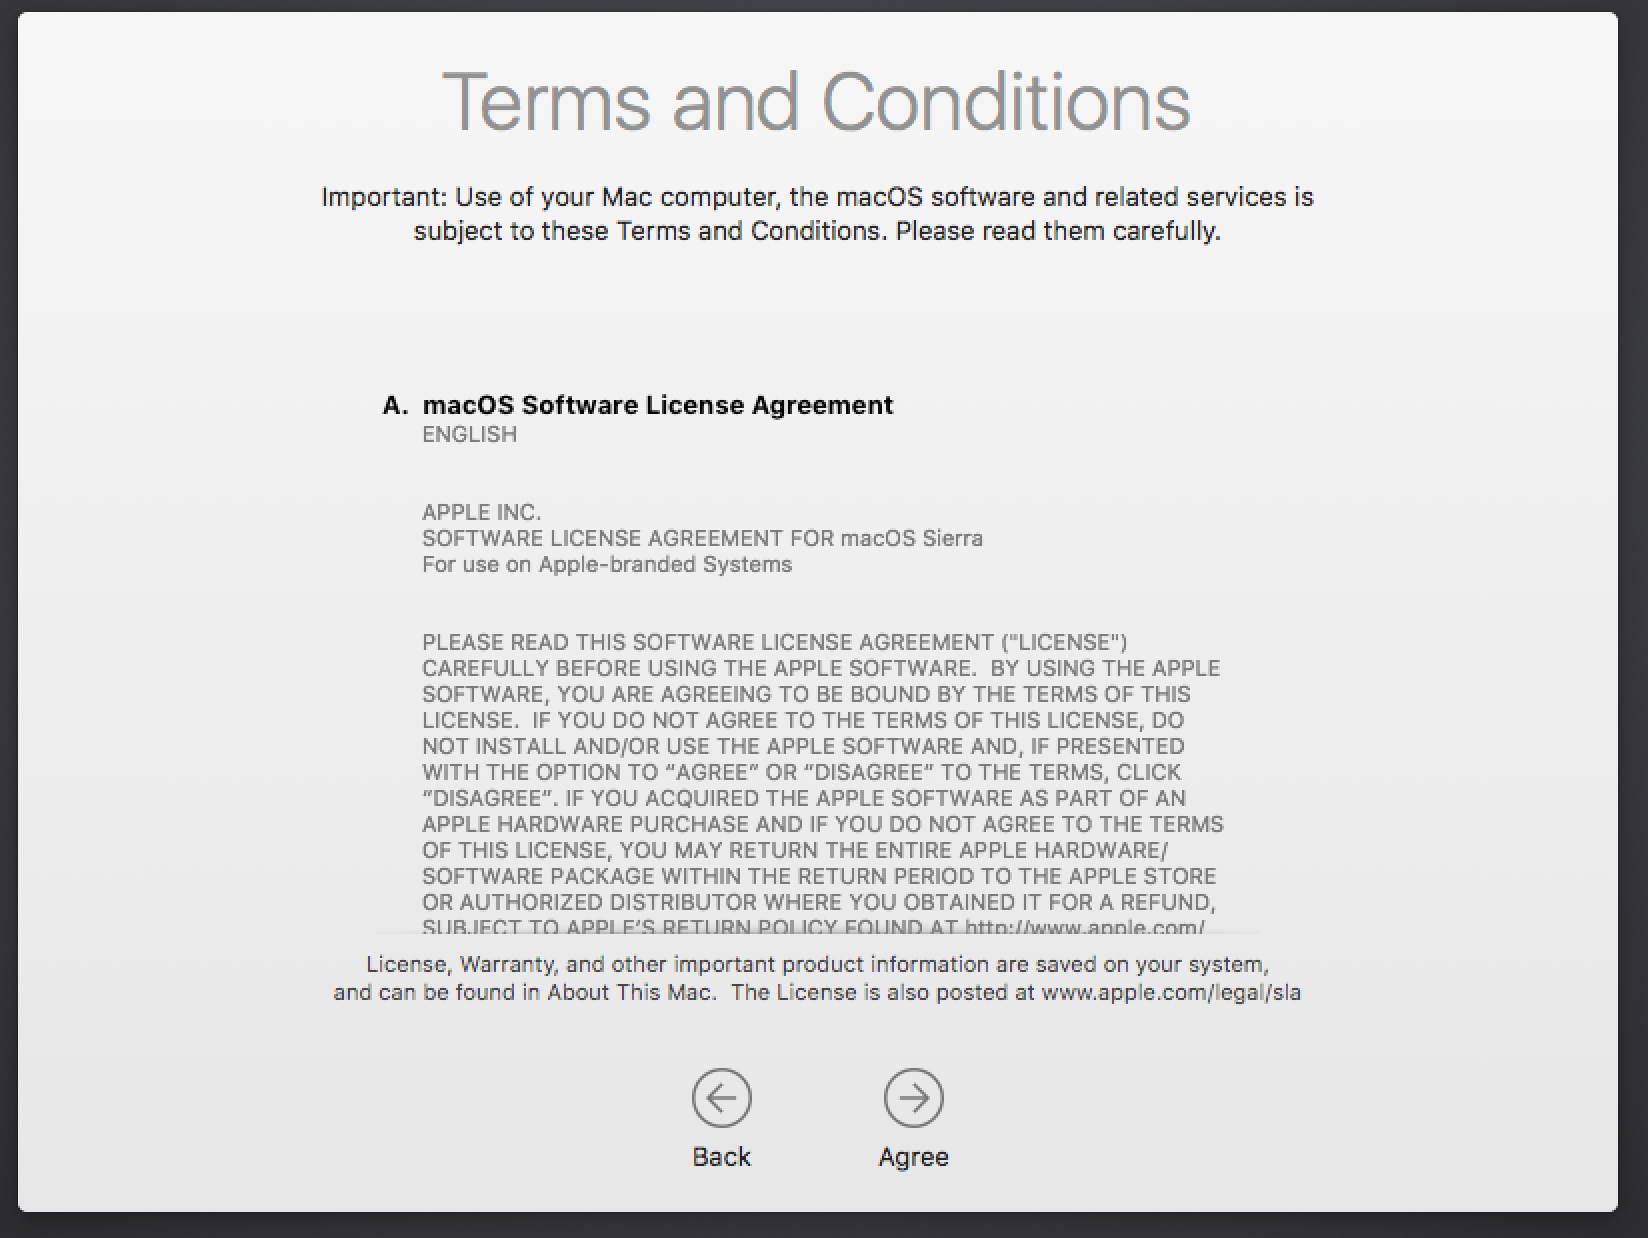 Terms and Conditions
Important: Use of your Mac computer, the macOS software and related services is
subject to these Terms and Conditions. Please read them carefully.
A. macOS Software License Agreement
ENGLISH
APPLE INC.
SOFTWARE LICENSE AGREEMENT FOR macOS Sierra
For use on Apple-branded Systems
PLEASE READ THIS SOFTWARE LICENSE AGREEMENT ("LICENSE")
CAREFULLY BEFORE USING THE APPLE SOFTWARE.  BY USING THE APPLE
SOFTWARE, YOU ARE AGREEING TO BE BOUND BY THE TERMS OF THIS
LICENSE.  IF YOU DO NOT AGREE TO THE TERMS OF THIS LICENSE, DO
NOT INSTALL AND/OR USE THE APPLE SOFTWARE AND, IF PRESENTED
WITH THE OPTION TO “AGREE” OR “DISAGREE” TO THE TERMS, CLICK
“DISAGREE”. IF YOU ACQUIRED THE APPLE SOFTWARE AS PART OF AN
APPLE HARDWARE PURCHASE AND IF YOU DO NOT AGREE TO THE TERMS
OF THIS LICENSE, YOU MAY RETURN THE ENTIRE APPLE HARDWARE/
SOFTWARE PACKAGE WITHIN THE RETURN PERIOD TO THE APPLE STORE
OR AUTHORIZED DISTRIBUTOR WHERE YOU OBTAINED IT FOR A REFUND,
SUBJECT TO APPLE’S RETURN POLICY FOUND AT http://www.apple.com/
License, Warranty, and other important product information are saved on your system,
and can be found in About This Mac.  The License is also posted at www.apple.com/legal/sla
Back
Agree